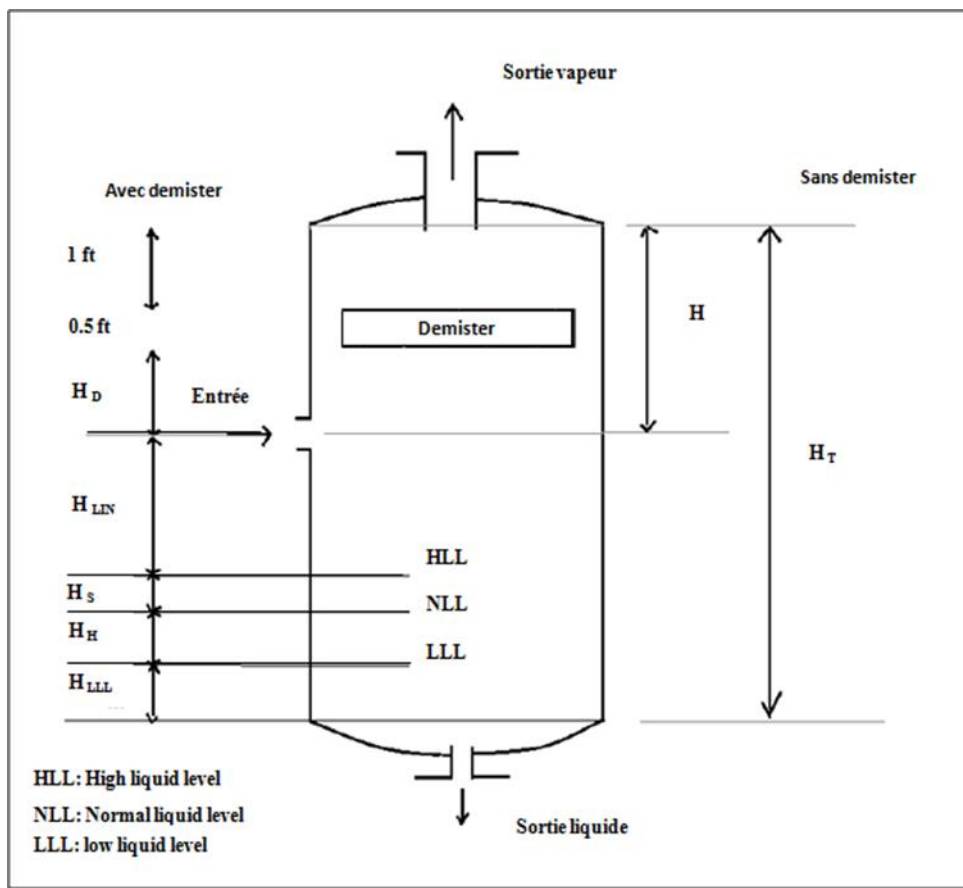 Sortie vapeur
Avec demister
Sans demister
1 ft
0.5 ft
Demister
H
H D
Entrée
H T
H LIN
HLL
H S
NLL
H H
LLL
H LLL
HLL: High liquid level
NLL: Normal liquid level
LLL: low liquid level
Sortie liquide